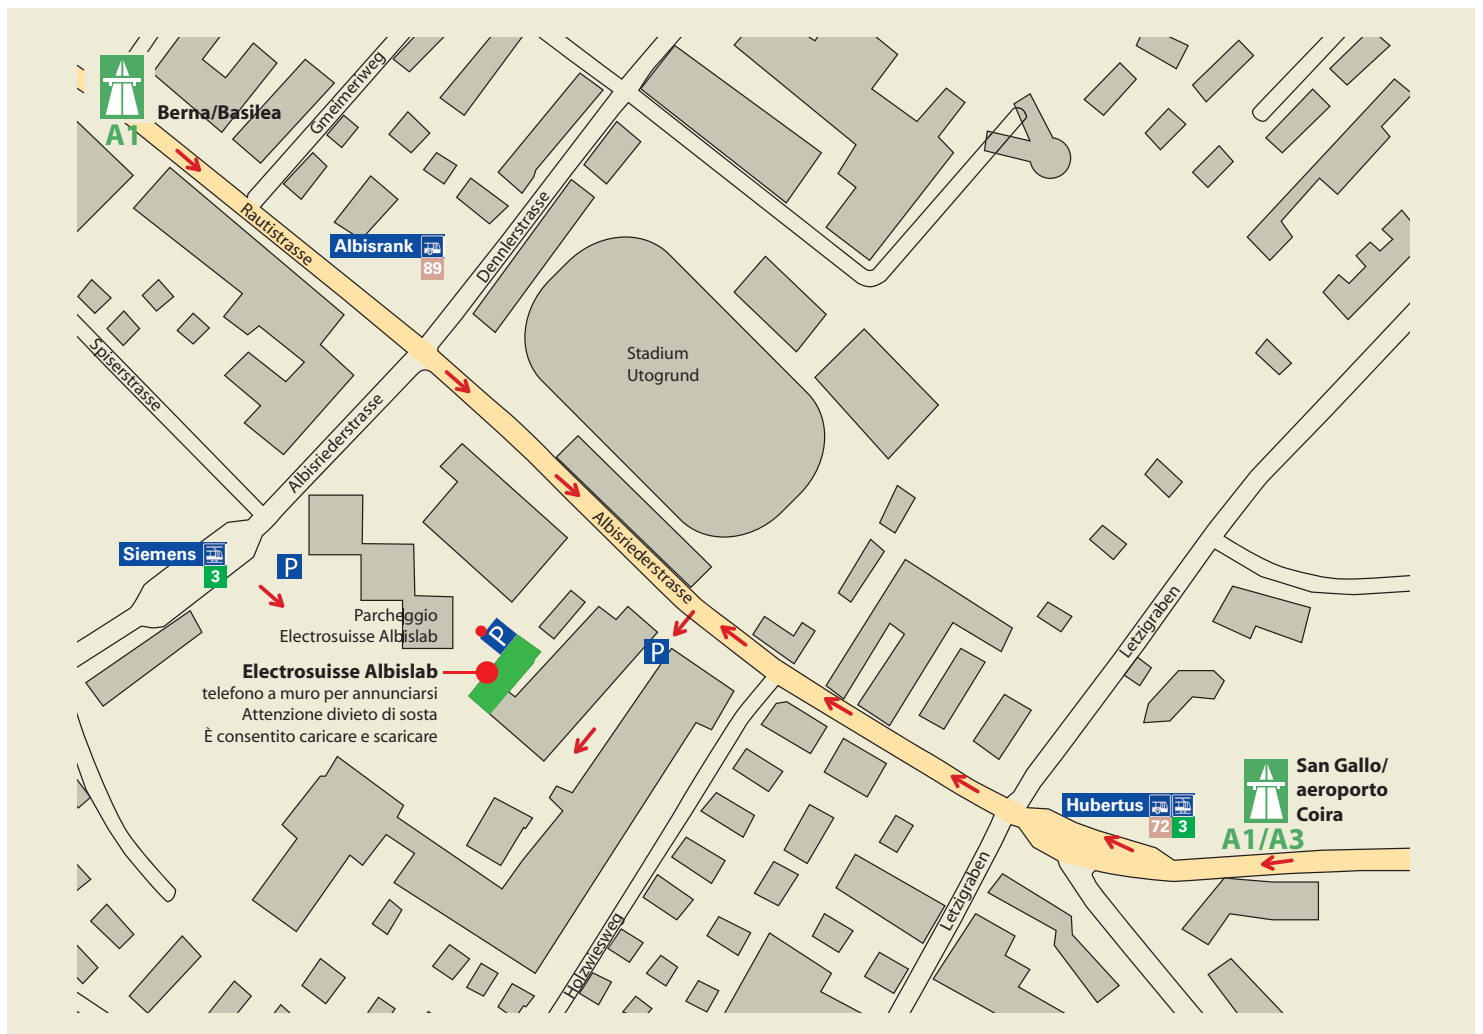 Berna/Basilea
A1
Gmeimeriweg
Rautistrasse
Albisrank
89
Dennlerstrasse
Spiserstrasse
Albisriederstrasse
Stadium
Utogrund
Albisriederstrasse
Siemens
3
P
Parcheggio
Electrosuisse Albislab
P
P
Electrosuisse Albislab
telefono a muro per annunciarsi
Attenzione divieto di sosta
È consentito caricare e scaricare
Letzigraben
San Gallo/
aeroporto
Coira
A1/A3
Hubertus
72 3
Letzigraben
Holzwiesweg